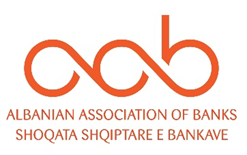 aab
ALBANIAN ASSOCIATION OF BANKS
SHOQATA SHQIPTARE E BANKAVE